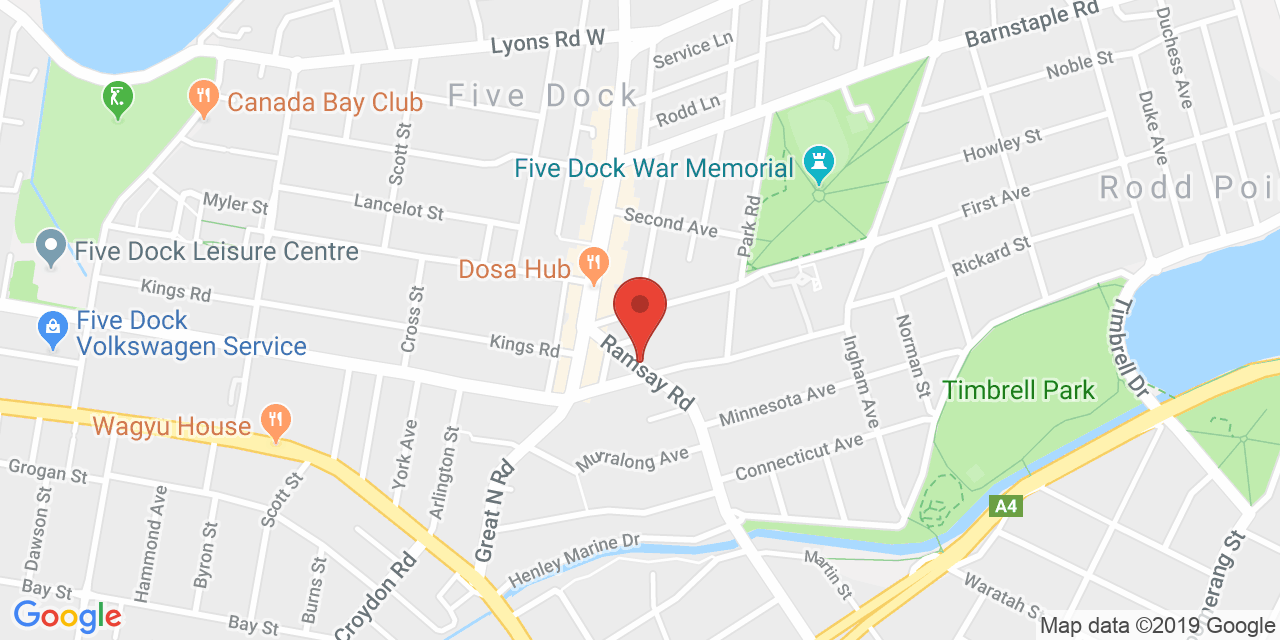 Barnstaple Rd
Lyons Rd W
Service Ln
Duchess Ave
Noble St
Five Dock
Canada Bay Club
Rodd Ln
Duke Ave
Scott St
Howley St
Five Dock War Memorial
Rodd Poi
Myler St
Lancelot St
Second Ave
Park Rd
First Ave
Five Dock Leisure Centre
Rickard St
Dosa Hub
Kings Rd
Cross St
Five Dock
Volkswagen Service
Kings Rd
Ramsay Rd
Ingham Ave
Norman St
Timbrell Dr
Timbrell Park
Minnesota Ave
Wagyu House
York Ave
Arlington St
Murralong Ave
Connecticut Ave
Grogan St
Dawson St
Hammond Ave
Byron St
Scott St
Great N Rd
A4
Henley Marine Dr
Martin St
Waratah S
merang St
Bay St
Burns St
Croydon Rd
Bay St
Google
Map data ©2019 Google